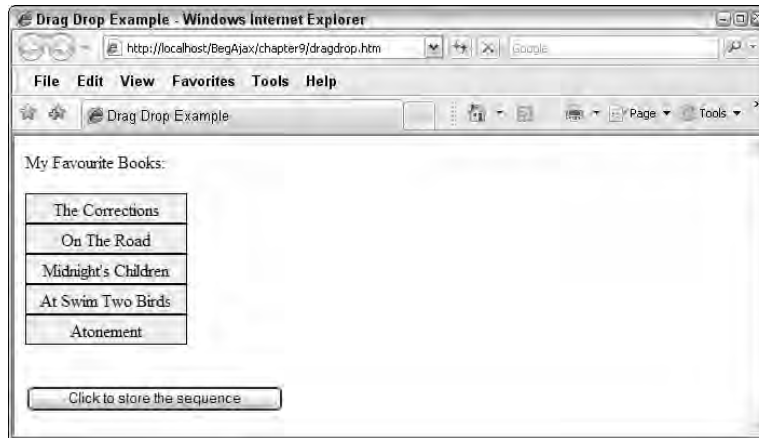 Drag Drop Example - Windows Internet Explorer
http://localhost/BegAjax/chapter9/dragdrop.htm
Google
File Edit View Favorites Tools Help
Drag Drop Example
Page Tools
My Favourite Books:
The Corrections
On The Road
Midnight's Children
At Swim Two Birds
Atonement
Click to store the sequence